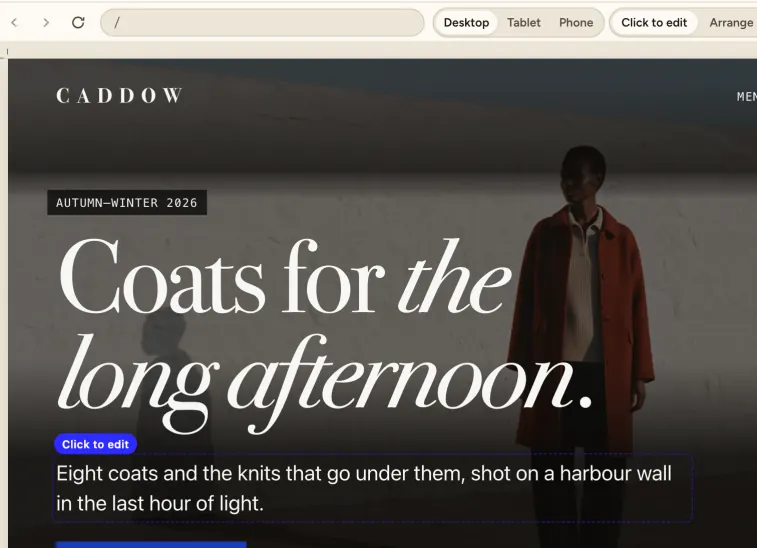 /
Desktop Tablet Phone Click to edit Arrange
CADDOW
AUTUMN—WINTER 2026
Coats for the
long afternoon.
Click to edit
Eight coats and the knits that go under them, shot on a harbour wall
in the last hour of light.